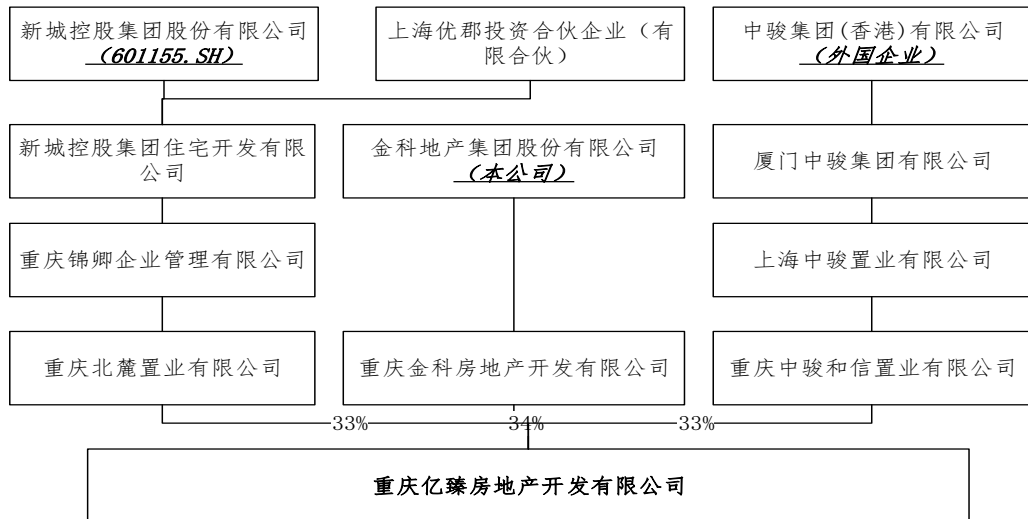 新城控股集团股份有限公司
(601155.SH)
上海优郡投资合伙企业（有
限合伙）
中骏集团(香港)有限公司
(外国企业)
新城控股集团住宅开发有限
公司
金科地产集团股份有限公司
(本公司)
厦门中骏集团有限公司
重庆锦卿企业管理有限公司
上海中骏置业有限公司
重庆北麓置业有限公司
重庆金科房地产开发有限公司
重庆中骏和信置业有限公司
33%
34%
33%
重庆亿臻房地产开发有限公司